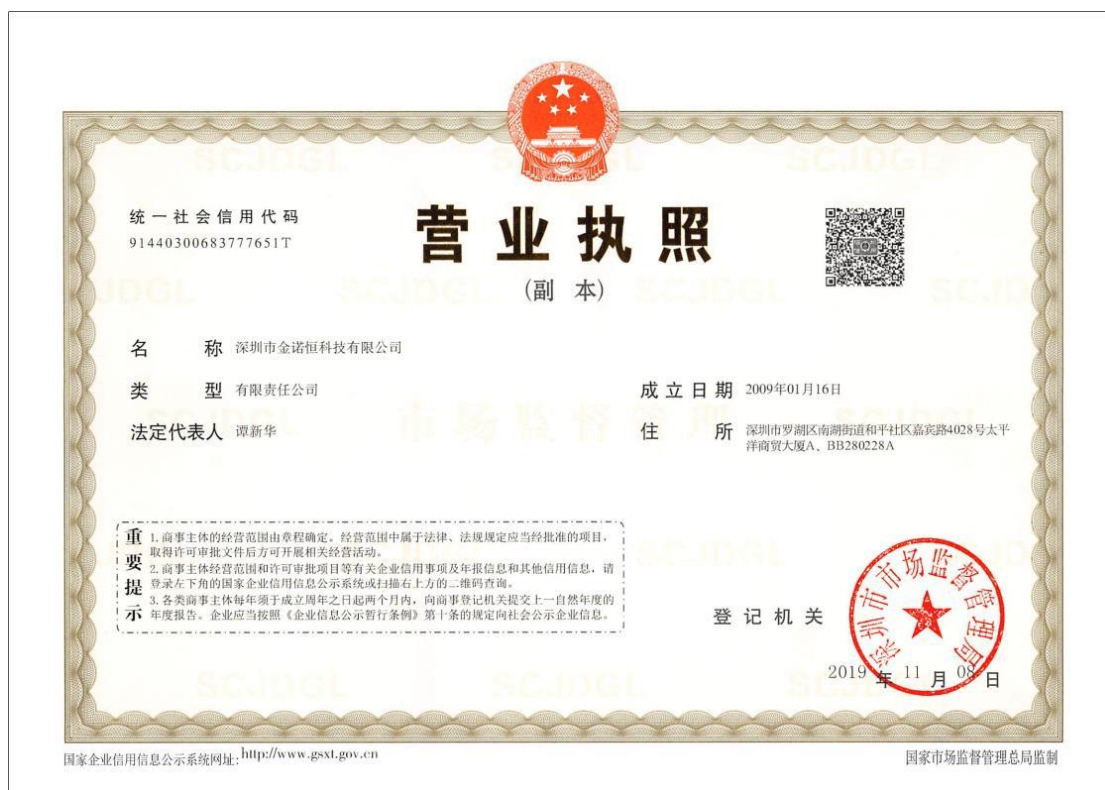 统一社会信用代码
91440300683777651T
营业执照
(副 本)
名 称 深圳市金诺恒科技有限公司
类 型 有限责任公司
成立日期 2009年01月16日
法定代表人 谭新华
住 所 深圳市罗湖区南湖街道和平社区嘉宾路4028号太平
洋商贸大厦A、BB280228A
重要提示
1.商事主体的经营范围由章程确定。经营范围中属于法律、法规规定应当经批准的项目,
取得许可审批文件后方可开展相关经营活动。
2.商事主体经营范围和许可审批项目等有关企业信用事项及年报信息和其他信用信息,请
登录左下角的国家企业信用信息公示系统或扫描右上方的二维码查询。
3.各类商事主体每年须于成立周年之日起两个月内,向商事登记机关提交上一自然年度的
年度报告。企业应当按照《企业信息公示暂行条例》第十条的规定向社会公示企业信息。
登记机关
深圳市市场监督管理局
2019 年 11 月 08 日
国家企业信用信息公示系统网址:http://www.gsxt.gov.cn
国家市场监督管理总局监制
SCJDGL
SCJDGL
SCJDGL
JDGL
SCJDGL
SCJDGL
SCJD
SCJDGL
市场监督管理
SCJDGL
SCJDGL
SCJDGL
SCJDGL